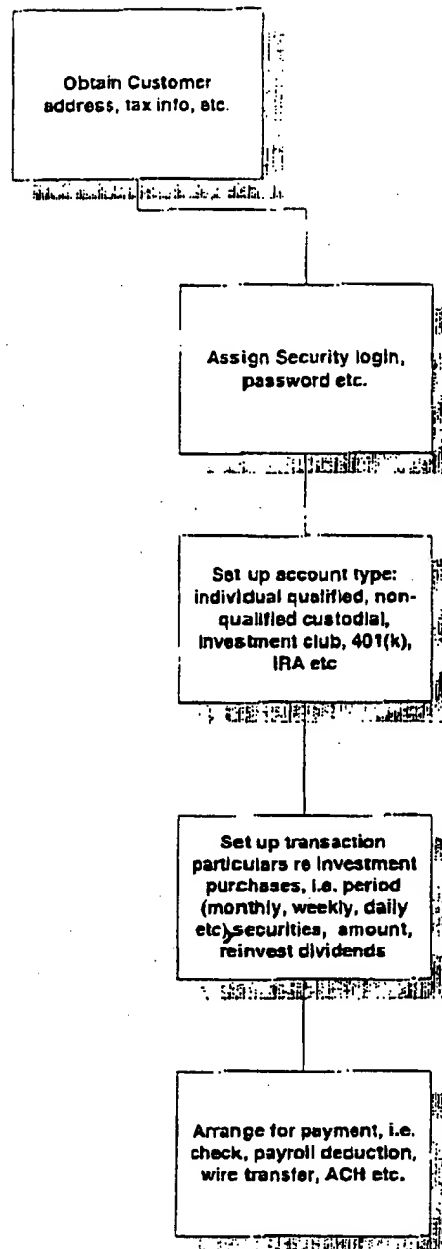 Obtain Customer
address, tax info, etc.
Assign Security login,
password etc.
Set up account type:
individual qualified, non-
qualified custodial,
investment club, 401(k),
IRA etc
Set up transaction
particulars re investment
purchases, i.e. period
(monthly, weekly, daily
etc),securities, amount,
reinvest dividends
Arrange for payment, i.e.
check, payroll deduction,
wire transfer, ACH etc.